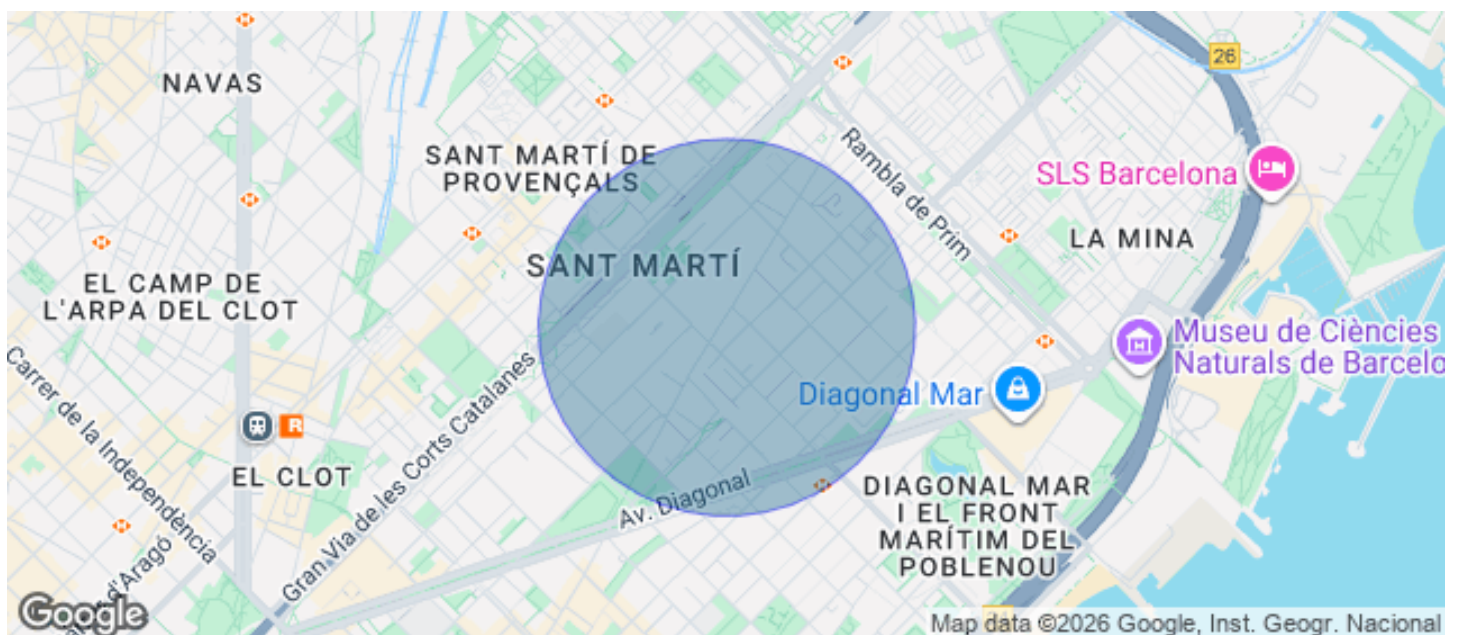 NAVAS
26
SANT MARTÍ DE
PROVENÇALS
Rambla de Prim
SLS Barcelona
LA MINA
SANT MARTÍ
EL CAMP DE
L'ARPA DEL CLOT
Museu de Ciències
Naturals de Barcelo
Carrer de la Independència
Gran Via de les Corts Catalanes
Diagonal Mar
R
EL CLOT
Av. Diagonal
DIAGONAL MAR
I EL FRONT
MARÍTIM DEL
POBLENOU
d'Aragó
Google
Map data ©2026 Google, Inst. Geogr. Nacional